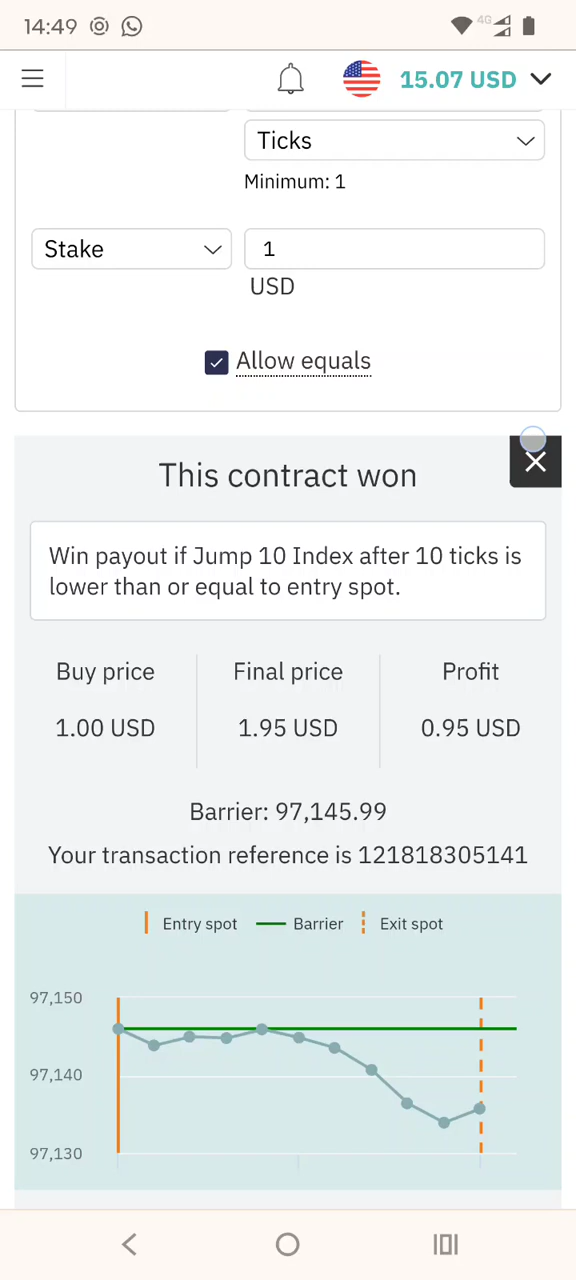 14:49 4G
15.07 USD
Ticks
Minimum: 1
Stake 1
USD
Allow equals
This contract won
Win payout if Jump 10 Index after 10 ticks is
lower than or equal to entry spot.
Buy price Final price Profit
1.00 USD 1.95 USD 0.95 USD
Barrier: 97,145.99
Your transaction reference is 121818305141
Entry spot Barrier Exit spot
97,150
97,140
97,130